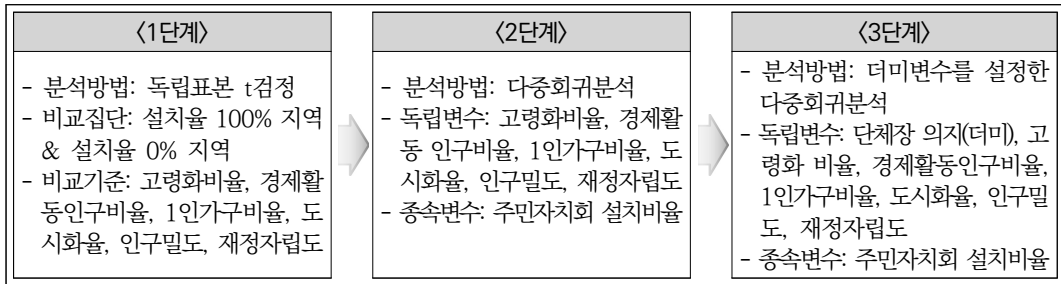 〈1단계〉
- 분석방법: 독립표본 t검정
- 비교집단: 설치율 100% 지역
& 설치율 0% 지역
- 비교기준: 고령화비율, 경제활
동인구비율, 1인가구비율, 도
시화율, 인구밀도, 재정자립도
〈2단계〉
- 분석방법: 다중회귀분석
- 독립변수: 고령화비율, 경제활
동 인구비율, 1인가구비율, 도
시화율, 인구밀도, 재정자립도
- 종속변수: 주민자치회 설치비율
〈3단계〉
- 분석방법: 더미변수를 설정한
다중회귀분석
- 독립변수: 단체장 의지(더미), 고
령화 비율, 경제활동인구비율,
1인가구비율, 도시화율, 인구밀
도, 재정자립도
- 종속변수: 주민자치회 설치비율